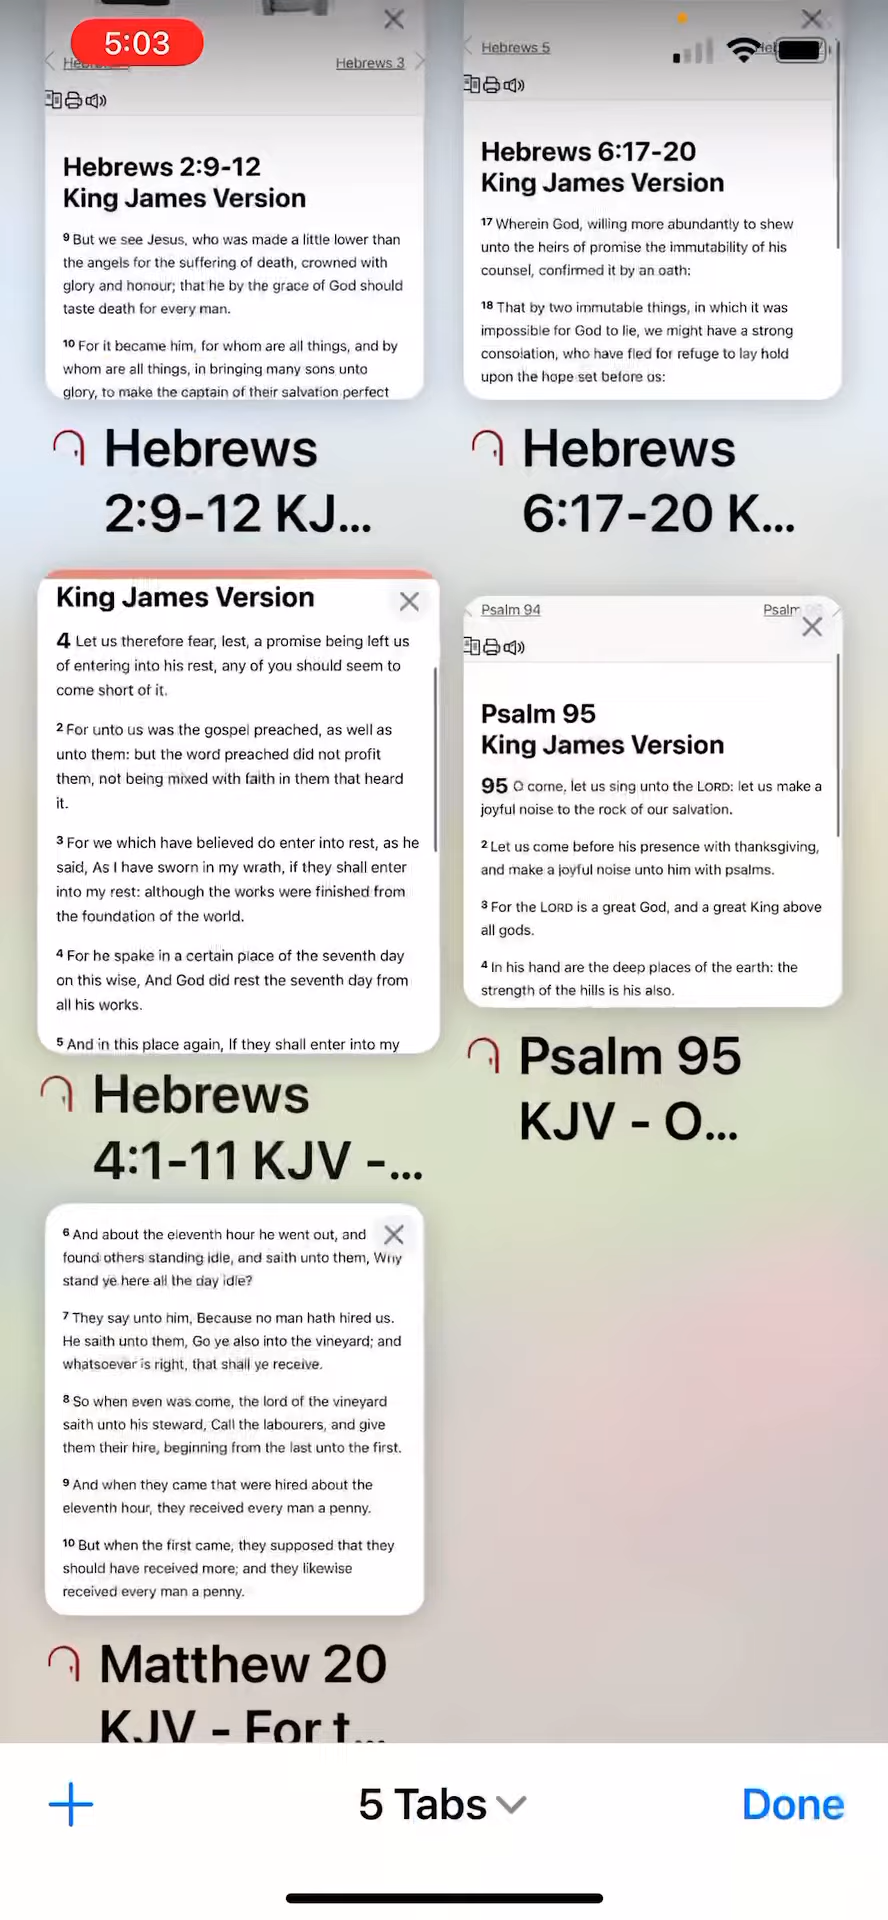 5:03
Hebrews 3
Hebrews 2:9-12
King James Version
9 But we see Jesus, who was made a little lower than
the angels for the suffering of death, crowned with
glory and honour; that he by the grace of God should
taste death for every man.
10 For it became him, for whom are all things, and by
whom are all things, in bringing many sons unto
glory, to make the captain of their salvation perfect
Hebrews
2:9-12 KJ...
Hebrews 5
Hebrews 6:17-20
King James Version
17 Wherein God, willing more abundantly to shew
unto the heirs of promise the immutability of his
counsel, confirmed it by an oath:
18 That by two immutable things, in which it was
impossible for God to lie, we might have a strong
consolation, who have fled for refuge to lay hold
upon the hope set before us:
Hebrews
6:17-20 K...
King James Version
4 Let us therefore fear, lest, a promise being left us
of entering into his rest, any of you should seem to
come short of it.
2 For unto us was the gospel preached, as well as
unto them: but the word preached did not profit
them, not being mixed with faith in them that heard
it.
3 For we which have believed do enter into rest, as he
said, As I have sworn in my wrath, if they shall enter
into my rest: although the works were finished from
the foundation of the world.
4 For he spake in a certain place of the seventh day
on this wise, And God did rest the seventh day from
all his works.
5 And in this place again, If they shall enter into my
Hebrews
4:1-11 KJV -...
Psalm 94
Psalm
Psalm 95
King James Version
95 O come, let us sing unto the LORD: let us make a
joyful noise to the rock of our salvation.
2 Let us come before his presence with thanksgiving,
and make a joyful noise unto him with psalms.
3 For the LORD is a great God, and a great King above
all gods.
4 In his hand are the deep places of the earth: the
strength of the hills is his also.
Psalm 95
KJV - O...
6 And about the eleventh hour he went out, and
found others standing idle, and saith unto them, Why
stand ye here all the day idle?
7 They say unto him, Because no man hath hired us.
He saith unto them, Go ye also into the vineyard; and
whatsoever is right, that shall ye receive.
8 So when even was come, the lord of the vineyard
saith unto his steward, Call the labourers, and give
them their hire, beginning from the last unto the first.
9 And when they came that were hired about the
eleventh hour, they received every man a penny.
10 But when the first came, they supposed that they
should have received more; and they likewise
received every man a penny.
Matthew 20
KJV - For t...
5 Tabs
Done